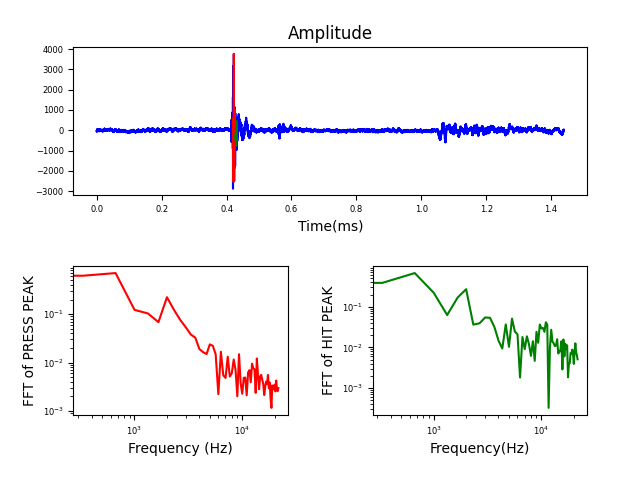 Amplitude
4000
3000
2000
1000
0
−1000
−2000
−3000
0.0 0.2 0.4 0.6 0.8 1.0 1.2 1.4
Time(ms)
FFT of PRESS PEAK
10⁻¹
10⁻²
10⁻³
10³ 10⁴
Frequency (Hz)
FFT of HIT PEAK
10⁻¹
10⁻²
10⁻³
10³ 10⁴
Frequency(Hz)